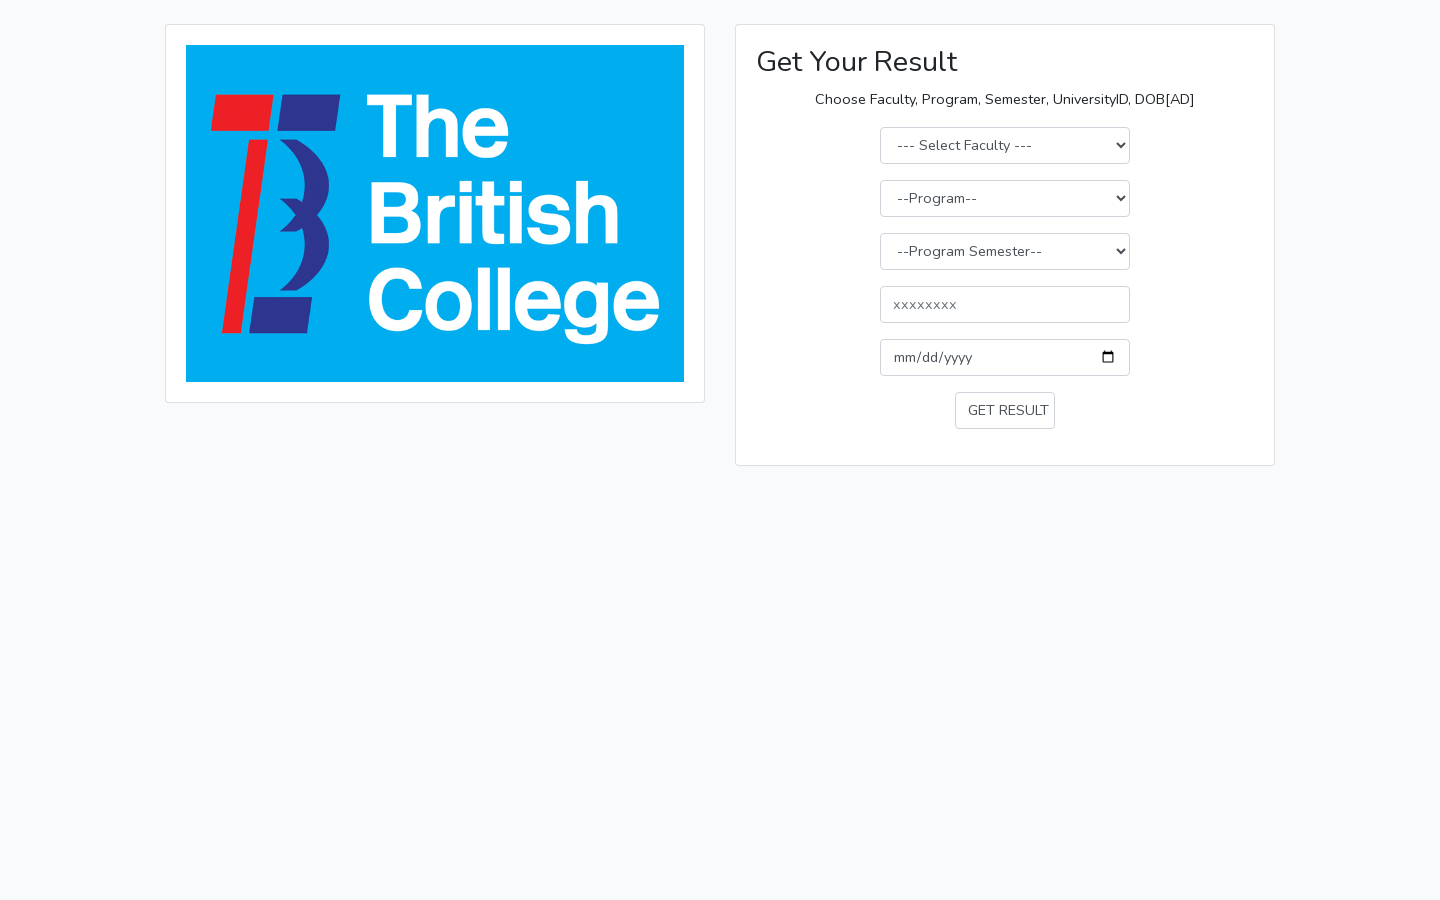 The
British
College
Get Your Result
Choose Faculty, Program, Semester, UniversityID, DOB[AD]
--- Select Faculty ---
--Program--
--Program Semester--
xxxxxxxx
mm/dd/yyyy
GET RESULT